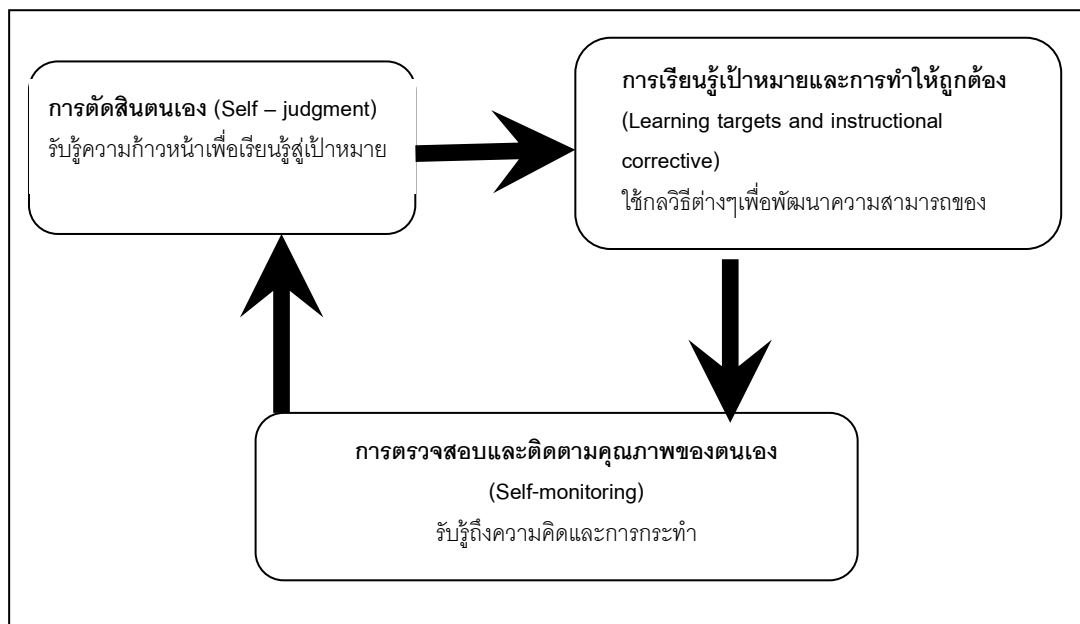 การตัดสินตนเอง (Self – judgment)
รับรู้ความก้าวหน้าเพื่อเรียนรู้สู่เป้าหมาย
การเรียนรู้เป้าหมายและการทำให้ถูกต้อง
(Learning targets and instructional
corrective)
ใช้กลวิธีต่างๆเพื่อพัฒนาความสามารถของ
การตรวจสอบและติดตามคุณภาพของตนเอง
(Self-monitoring)
รับรู้ถึงความคิดและการกระทำ